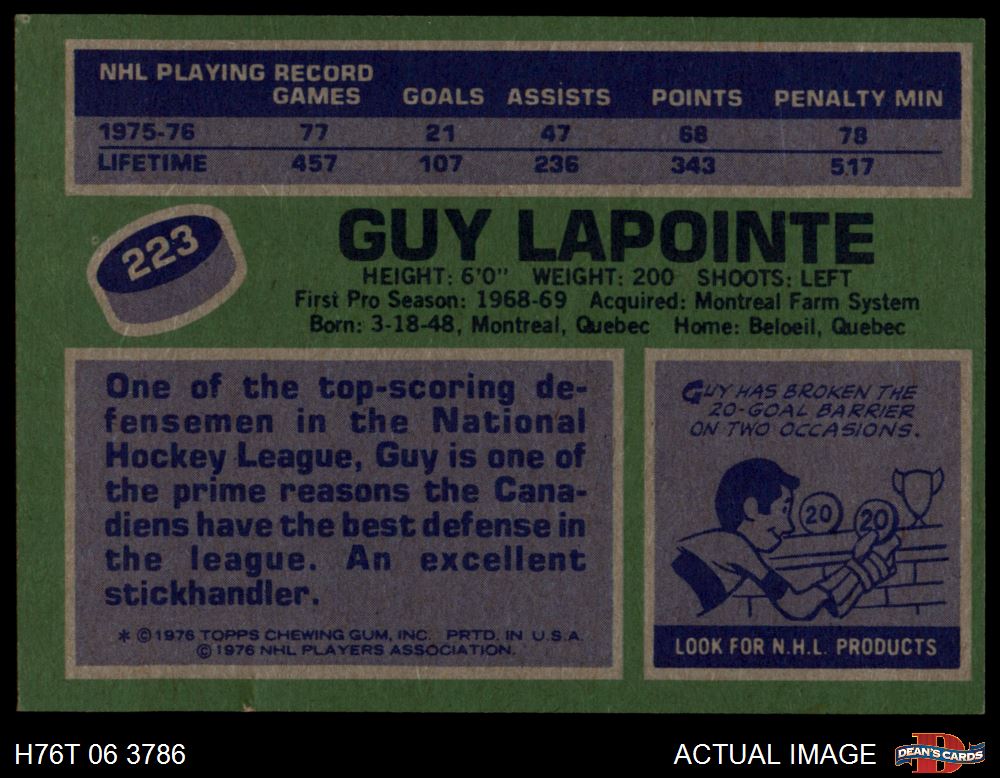 NHL PLAYING RECORD
GAMES GOALS ASSISTS POINTS PENALTY MIN
1975-76 77 21 47 68 78
LIFETIME 457 107 236 343 517
223
GUY LAPOINTE
HEIGHT: 6'0" WEIGHT: 200 SHOOTS: LEFT
First Pro Season: 1968-69 Acquired: Montreal Farm System
Born: 3-18-48, Montreal, Quebec Home: Beloeil, Quebec
One of the top-scoring de-
fensemen in the National
Hockey League, Guy is one of
the prime reasons the Cana-
diens have the best defense in
the league. An excellent
stickhandler.
* © 1976 TOPPS CHEWING GUM, INC. PRTD. IN U.S.A.
© 1976 NHL PLAYERS ASSOCIATION.
GUY HAS BROKEN THE
20-GOAL BARRIER
ON TWO OCCASIONS.
20 20
LOOK FOR N.H.L. PRODUCTS
H76T 06 3786 ACTUAL IMAGE
D
DEAN'S CARDS